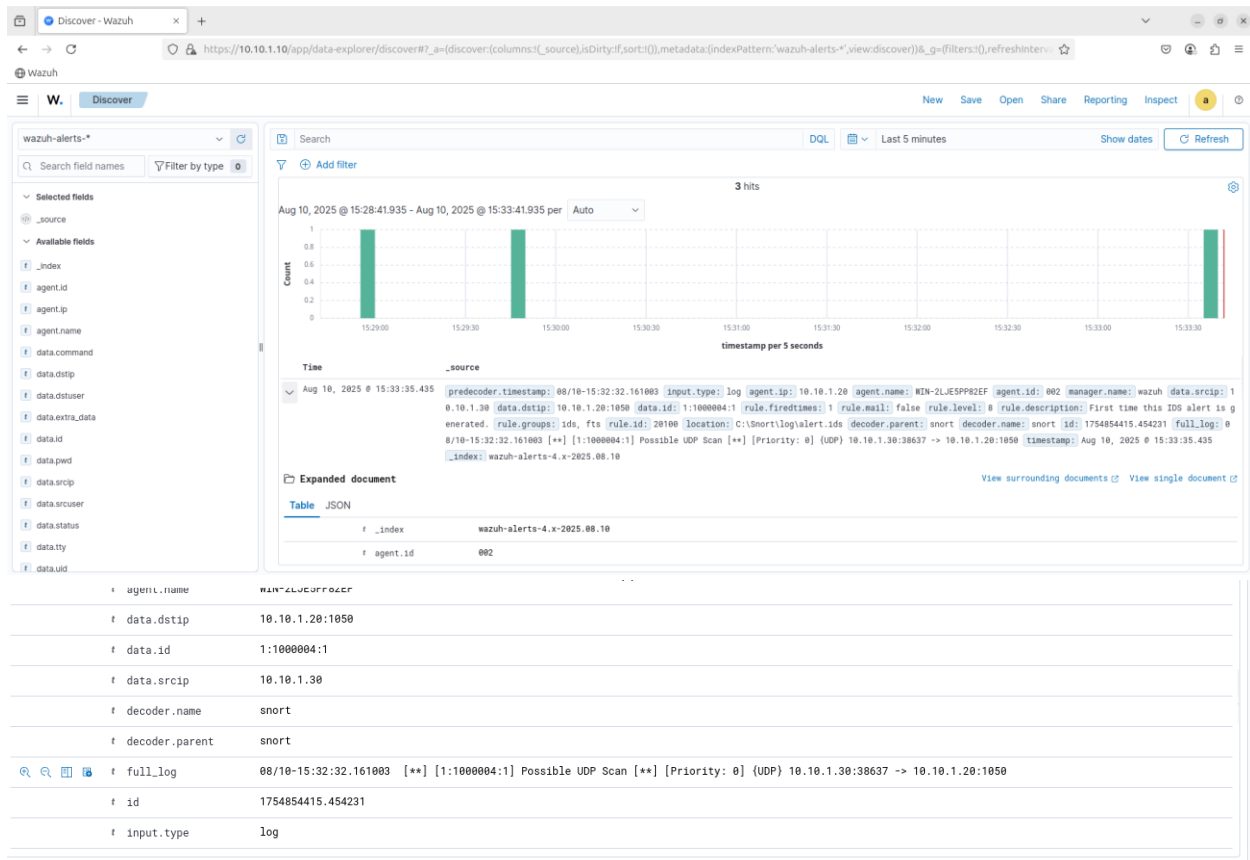 Discover - Wazuh × +
https://10.10.1.10/app/data-explorer/discover#?_a=(discover:(columns:!(_source),isDirty:!f,sort:!()),metadata:(indexPattern:'wazuh-alerts-*',view:discover))&_g=(filters:!(),refreshInterv
Wazuh
W. Discover New Save Open Share Reporting Inspect a
wazuh-alerts-* Search DQL Last 5 minutes Show dates Refresh
Search field names Filter by type 0 Add filter
Selected fields
_source
Available fields
t _index
t agent.id
t agent.ip
t agent.name
t data.command
t data.dstip
t data.dstuser
t data.extra_data
t data.id
t data.pwd
t data.srcip
t data.srcuser
t data.status
t data.tty
t data.uid
3 hits
Aug 10, 2025 @ 15:28:41.935 - Aug 10, 2025 @ 15:33:41.935 per Auto
Count
1
0.8
0.6
0.4
0.2
0
15:29:00 15:29:30 15:30:00 15:30:30 15:31:00 15:31:30 15:32:00 15:32:30 15:33:00 15:33:30
timestamp per 5 seconds
Time _source
Aug 10, 2025 @ 15:33:35.435 predecoder.timestamp: 08/10-15:32:32.161003 input.type: log agent.ip: 10.10.1.20 agent.name: WIN-2LJE5PP82EF agent.id: 002 manager.name: wazuh data.srcip: 1
0.10.1.30 data.dstip: 10.10.1.20:1050 data.id: 1:1000004:1 rule.firedtimes: 1 rule.mail: false rule.level: 8 rule.description: First time this IDS alert is g
enerated. rule.groups: ids, fts rule.id: 20100 location: C:\Snort\log\alert.ids decoder.parent: snort decoder.name: snort id: 1754854415.454231 full_log: 0
8/10-15:32:32.161003 [**] [1:1000004:1] Possible UDP Scan [**] [Priority: 0] {UDP} 10.10.1.30:38637 -> 10.10.1.20:1050 timestamp: Aug 10, 2025 @ 15:33:35.435
_index: wazuh-alerts-4.x-2025.08.10
Expanded document View surrounding documents View single document
Table JSON
t _index wazuh-alerts-4.x-2025.08.10
t agent.id 002
t agent.name WIN-2LJE5PP82EF
t data.dstip 10.10.1.20:1050
t data.id 1:1000004:1
t data.srcip 10.10.1.30
t decoder.name snort
t decoder.parent snort
t full_log 08/10-15:32:32.161003 [**] [1:1000004:1] Possible UDP Scan [**] [Priority: 0] {UDP} 10.10.1.30:38637 -> 10.10.1.20:1050
t id 1754854415.454231
t input.type log